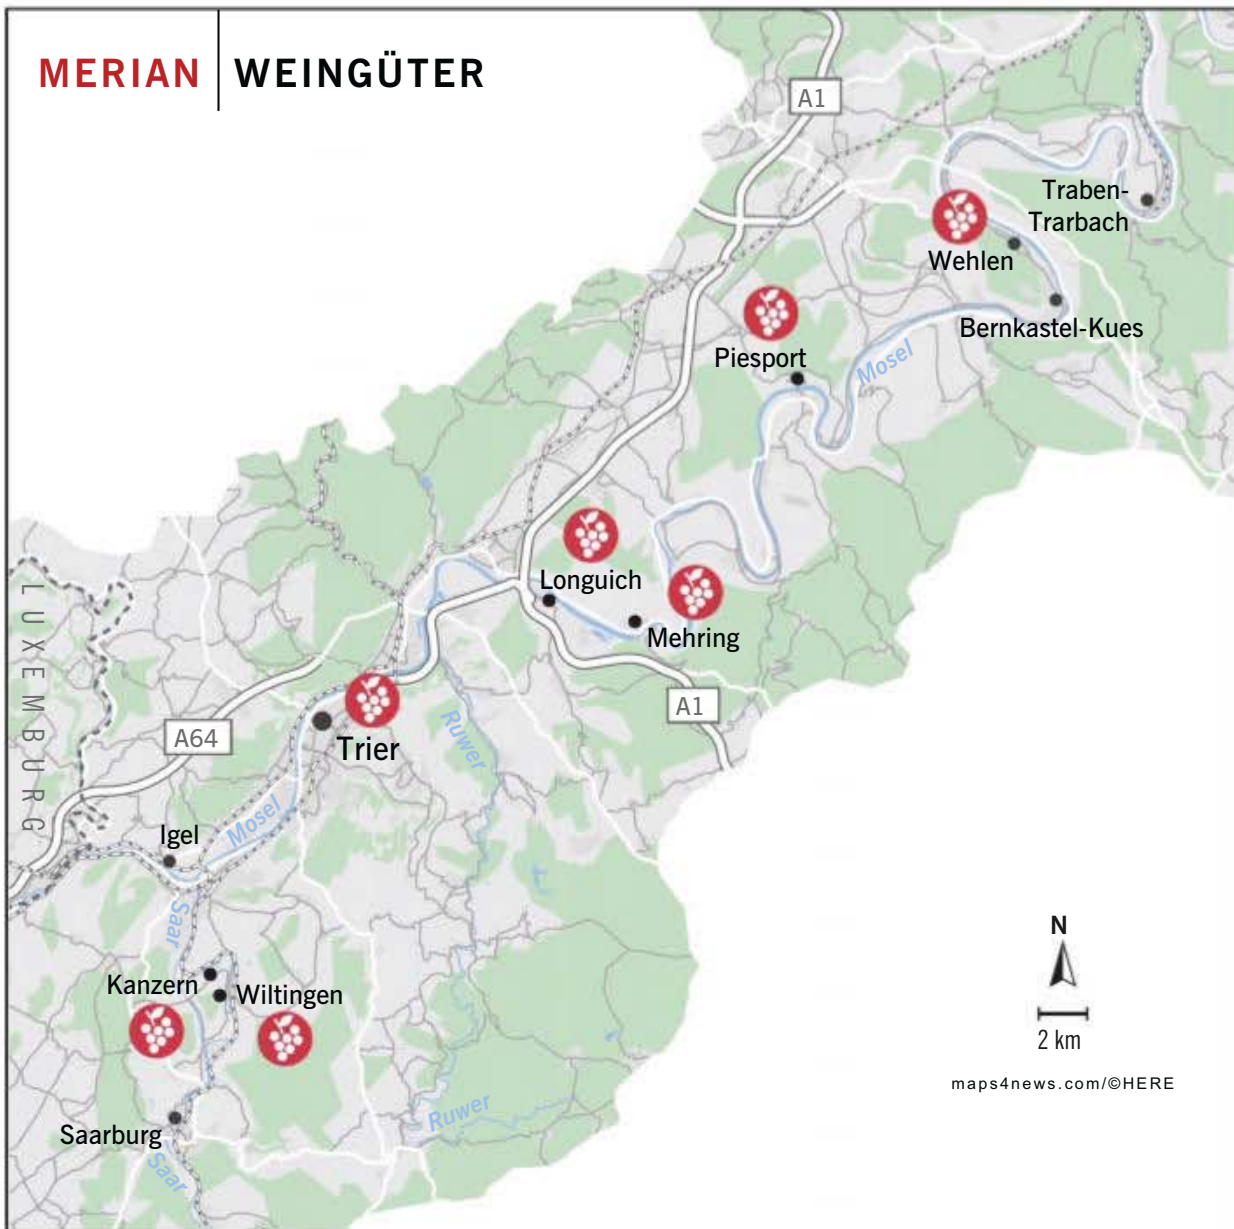 MERIAN WEINGÜTER
A1
Traben-
Trarbach
Wehlen
Bernkastel-Kues
Piesport
Mosel
Longuich
Mehring
LUXEMBURG
A1
A64
Trier
Ruwer
Igel
Mosel
Saar
Kanzern
Wiltingen
N
2 km
maps4news.com/©HERE
Saarburg
Ruwer
Saar